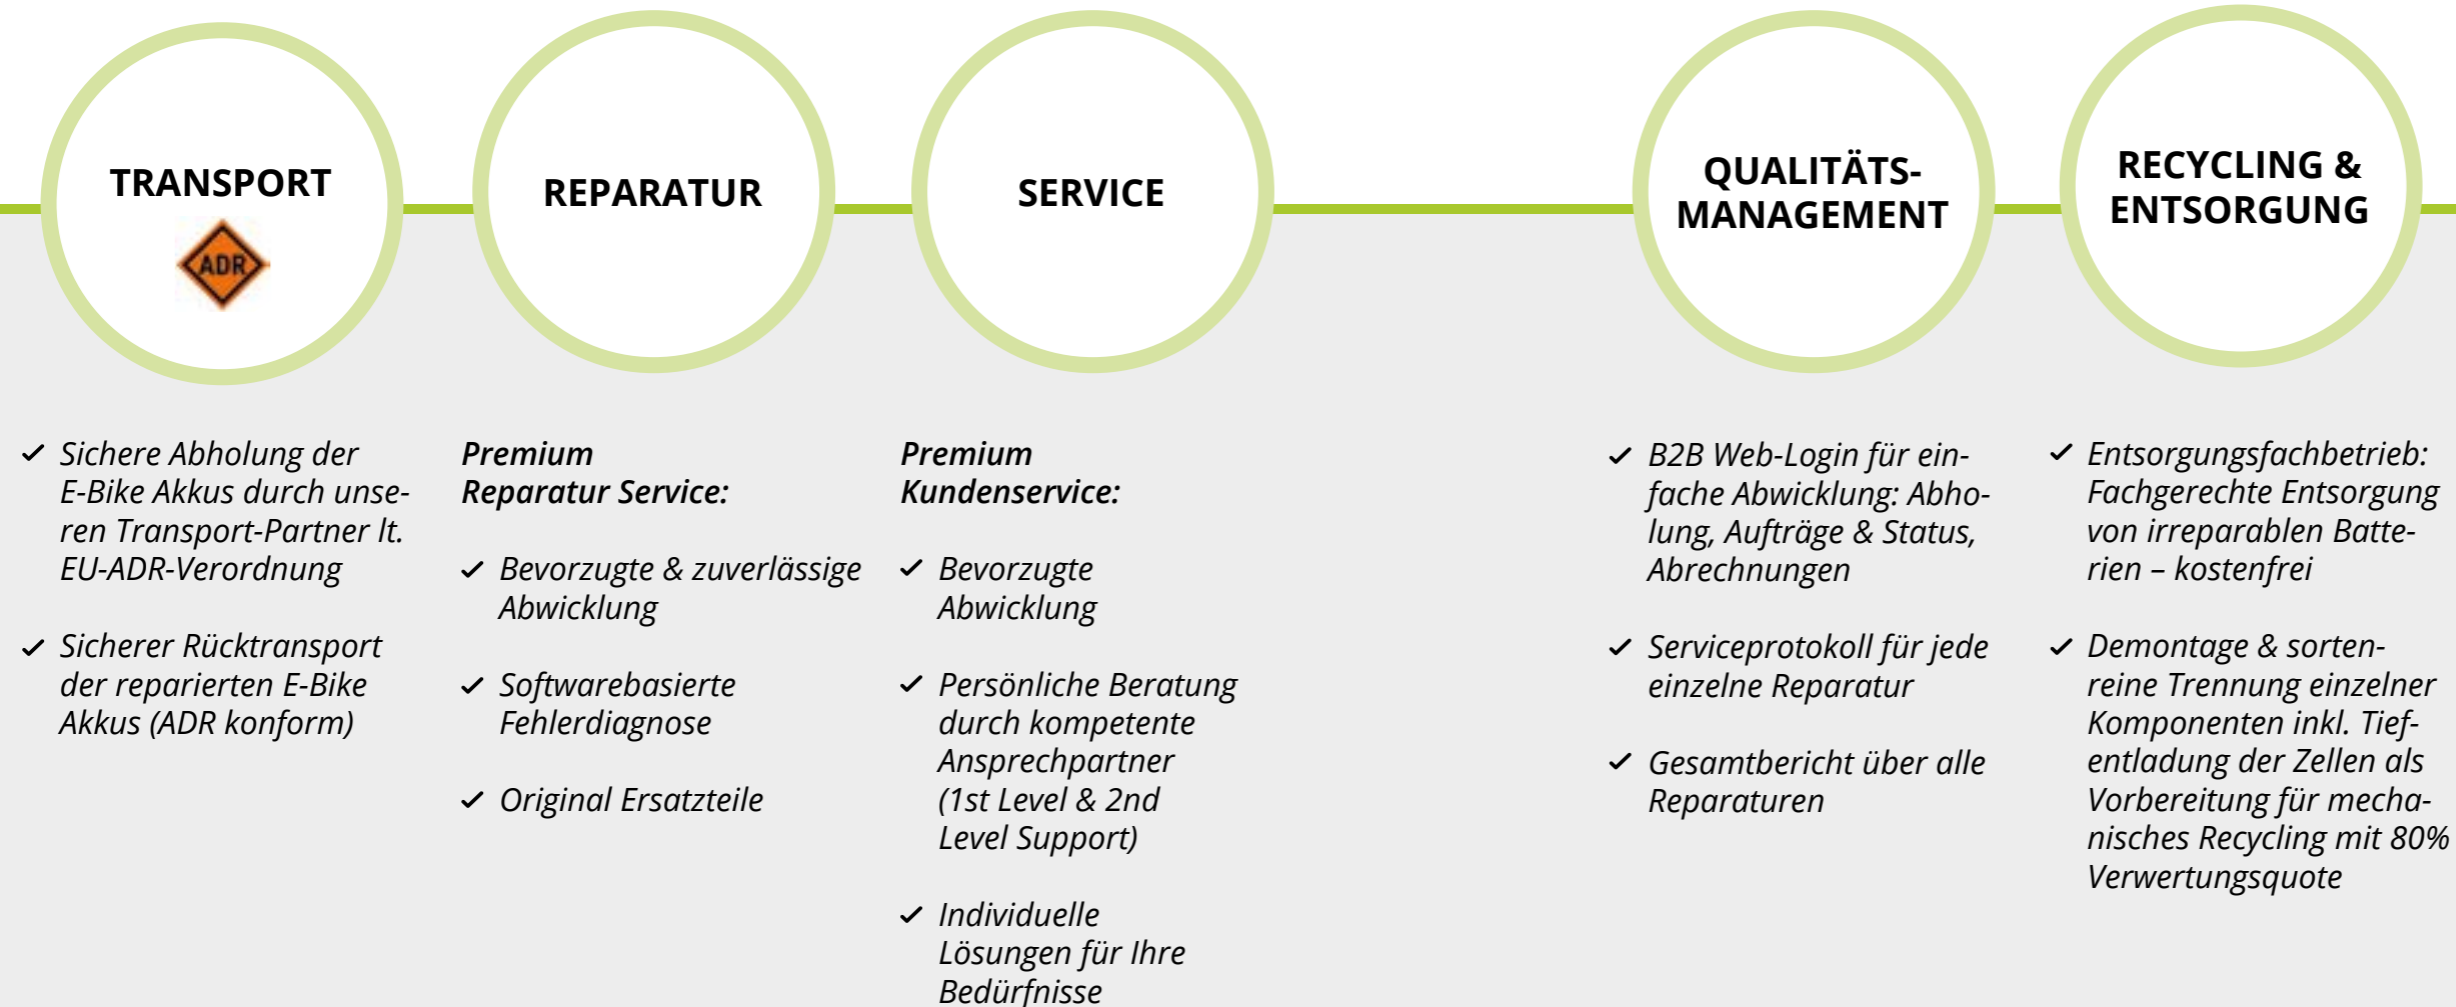 TRANSPORT
ADR
Sichere Abholung der
E-Bike Akkus durch unse-
ren Transport-Partner lt.
EU-ADR-Verordnung
Sicherer Rücktransport
der reparierten E-Bike
Akkus (ADR konform)
REPARATUR
Premium
Reparatur Service:
Bevorzugte & zuverlässige
Abwicklung
Softwarebasierte
Fehlerdiagnose
Original Ersatzteile
SERVICE
Premium
Kundenservice:
Bevorzugte
Abwicklung
Persönliche Beratung
durch kompetente
Ansprechpartner
(1st Level & 2nd
Level Support)
Individuelle
Lösungen für Ihre
Bedürfnisse
QUALITÄTS-
MANAGEMENT
B2B Web-Login für ein-
fache Abwicklung: Abho-
lung, Aufträge & Status,
Abrechnungen
Serviceprotokoll für jede
einzelne Reparatur
Gesamtbericht über alle
Reparaturen
RECYCLING &
ENTSORGUNG
Entsorgungsfachbetrieb:
Fachgerechte Entsorgung
von irreparablen Batte-
rien – kostenfrei
Demontage & sorten-
reine Trennung einzelner
Komponenten inkl. Tief-
entladung der Zellen als
Vorbereitung für mecha-
nisches Recycling mit 80%
Verwertungsquote